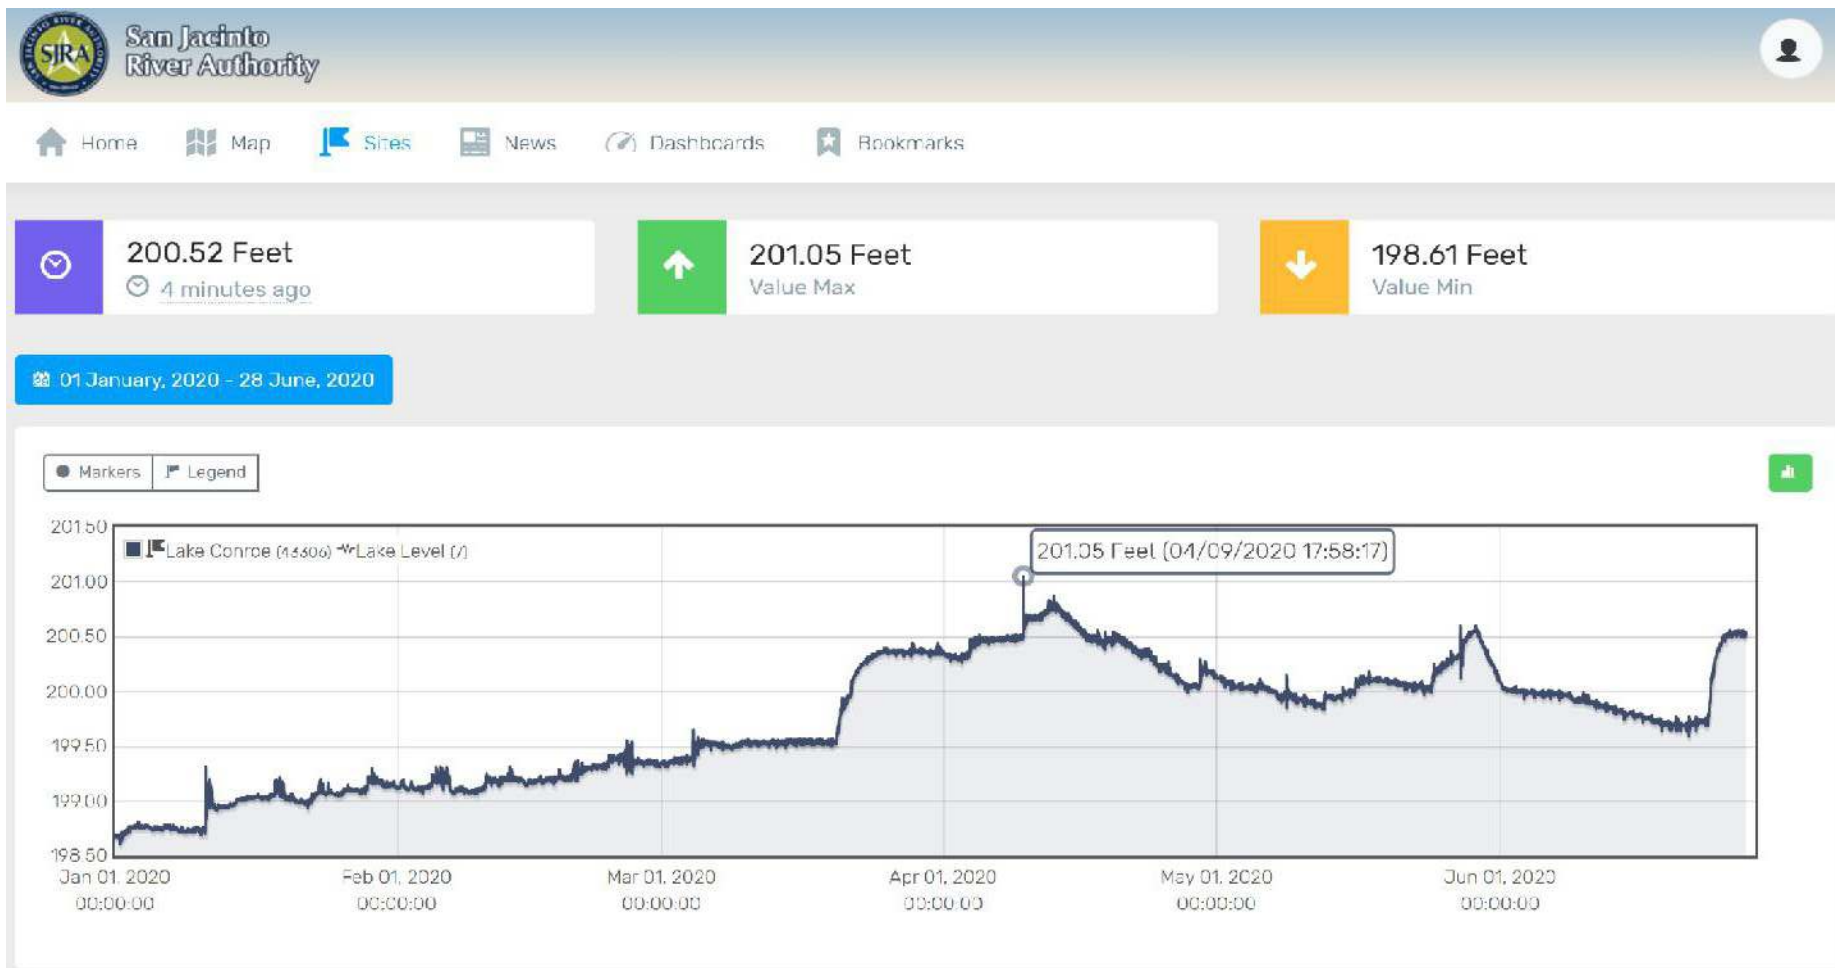 SJRA
San Jacinto
River Authority
Home Map Sites News Dashboards Bookmarks
200.52 Feet
4 minutes ago
201.05 Feet
Value Max
198.61 Feet
Value Min
01 January, 2020 - 28 June, 2020
Markers Legend
Lake Conroe (43306) Lake Level (7)
201.05 Feet (04/09/2020 17:58:17)
201.50
201.00
200.50
200.00
199.50
199.00
198.50
Jan 01, 2020 Feb 01, 2020 Mar 01, 2020 Apr 01, 2020 May 01, 2020 Jun 01, 2020
00:00:00 00:00:00 00:00:00 00:00:00 00:00:00 00:00:00